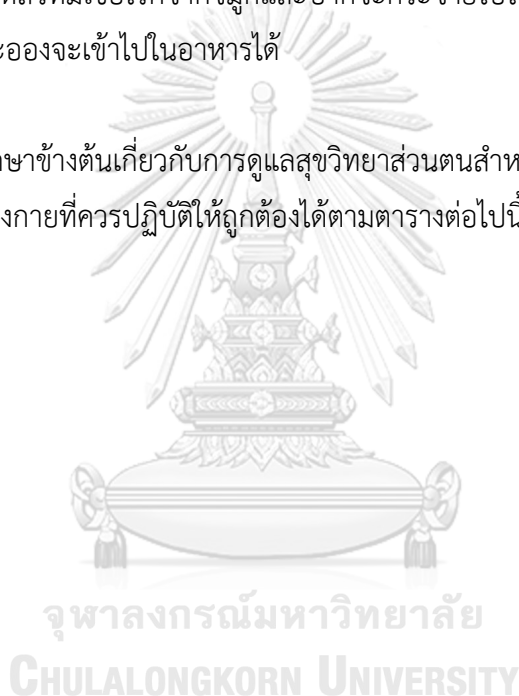 ละอองจะเข้าไปในอาหารได้
กษาข้างต้นเกี่ยวกับการดูแลสุขวิทยาส่วนตนสำห
งกายที่ควรปฏิบัติให้ถูกต้องได้ตามตารางต่อไปนี้
จุฬาลงกรณ์มหาวิทยาลัย
CHULALONGKORN UNIVERSITY